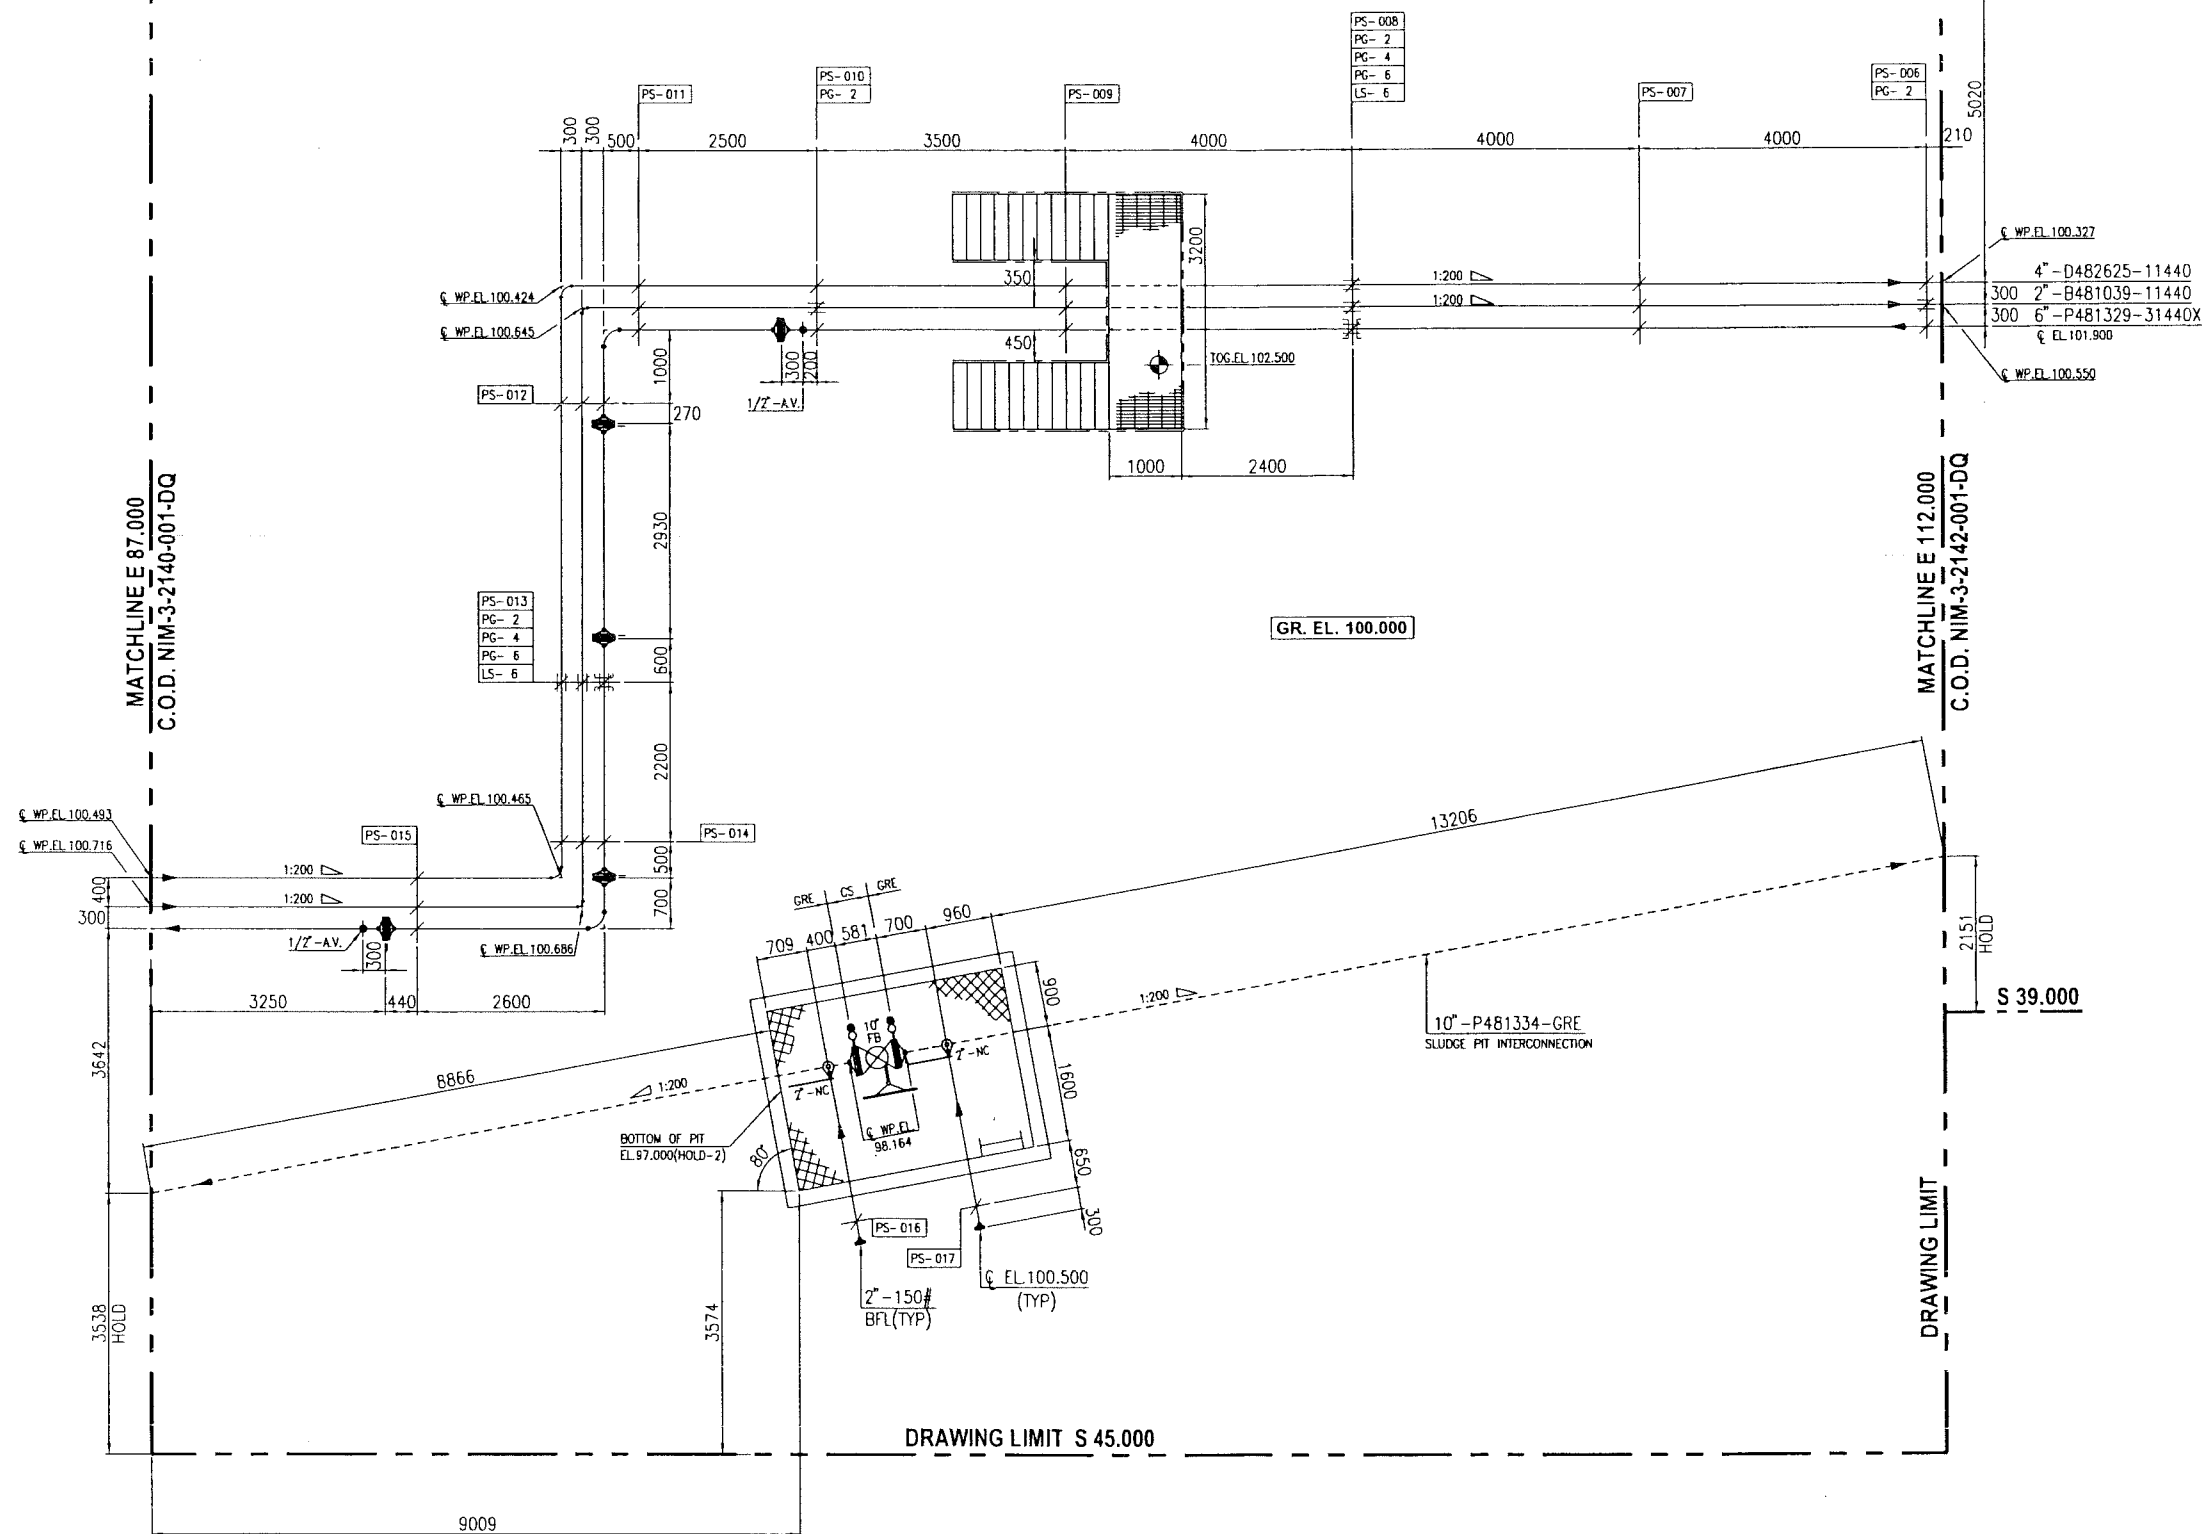 PS-008
PG- 2
PG- 4
PG- 6
LS- 6
PS-010
PG- 2
PS-006
PG- 2
PS-011
PS-009
PS-007
5020
300
300
500
2500
3500
4000
4000
4000
210
3200
℄ WP.EL.100.327
350
1:200
4"-D482625-11440
℄ WP.EL.100.424
1:200
300 2"-B481039-11440
300 6"-P481329-31440X
℄ WP.EL.100.645
℄ EL.101.900
450
1000
300
200
TOG.EL.102.500
℄ WP.EL.100.550
PS-012
1/2"-A.V.
270
1000
2400
MATCHLINE E 87.000
C.O.D. NIM-3-2140-001-DQ
2930
MATCHLINE E 112.000
C.O.D. NIM-3-2142-001-DQ
PS-013
PG- 2
PG- 4
PG- 6
LS- 6
GR. EL. 100.000
600
2200
℄ WP.EL.100.465
℄ WP.EL.100.493
PS-015
PS-014
13206
℄ WP.EL.100.716
1:200
500
400
1:200
700
300
GRE
CS
GRE
1/2"-A.V.
℄ WP.EL.100.686
300
709
400
581
700
960
2151
HOLD
3250
440
2600
900
1:200
S 39.000
10"
FB
10"-P481334-GRE
SLUDGE PIT INTERCONNECTION
3642
8866
1:200
2"-NC
2"-NC
1600
BOTTOM OF PIT
EL.97.000(HOLD-2)
℄ WP.EL.
98.164
80°
650
300
PS-016
PS-017
℄ EL.100.500
(TYP)
2"-150#
BFL(TYP)
3538
HOLD
3574
DRAWING LIMIT
DRAWING LIMIT S 45.000
9009